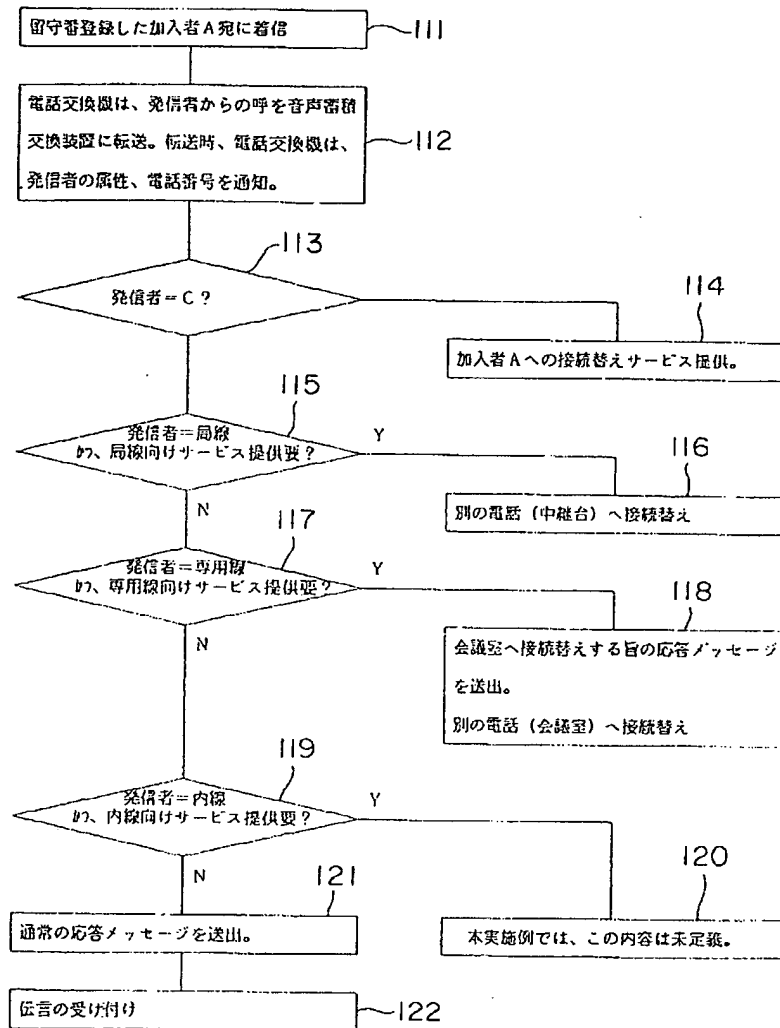 留守番登録した加入者A宛に着信
111
電話交換機は、発信者からの呼を音声蓄積
交換装置に転送。転送時、電話交換機は、
発信者の属性、電話番号を通知。
112
113
発信者=C?
114
加入者Aへの接続替えサービス提供。
115
発信者=局線
かつ、局線向けサービス提供要?
Y
116
別の電話(中継台)へ接続替え
N
117
発信者=専用線
かつ、専用線向けサービス提供要?
Y
118
会議室へ接続替えする旨の応答メッセージ
を送出。
別の電話(会議室)へ接続替え
N
119
発信者=内線
かつ、内線向けサービス提供要?
Y
120
本実施例では、この内容は未定義。
N
121
通常の応答メッセージを送出。
伝言の受け付け
122